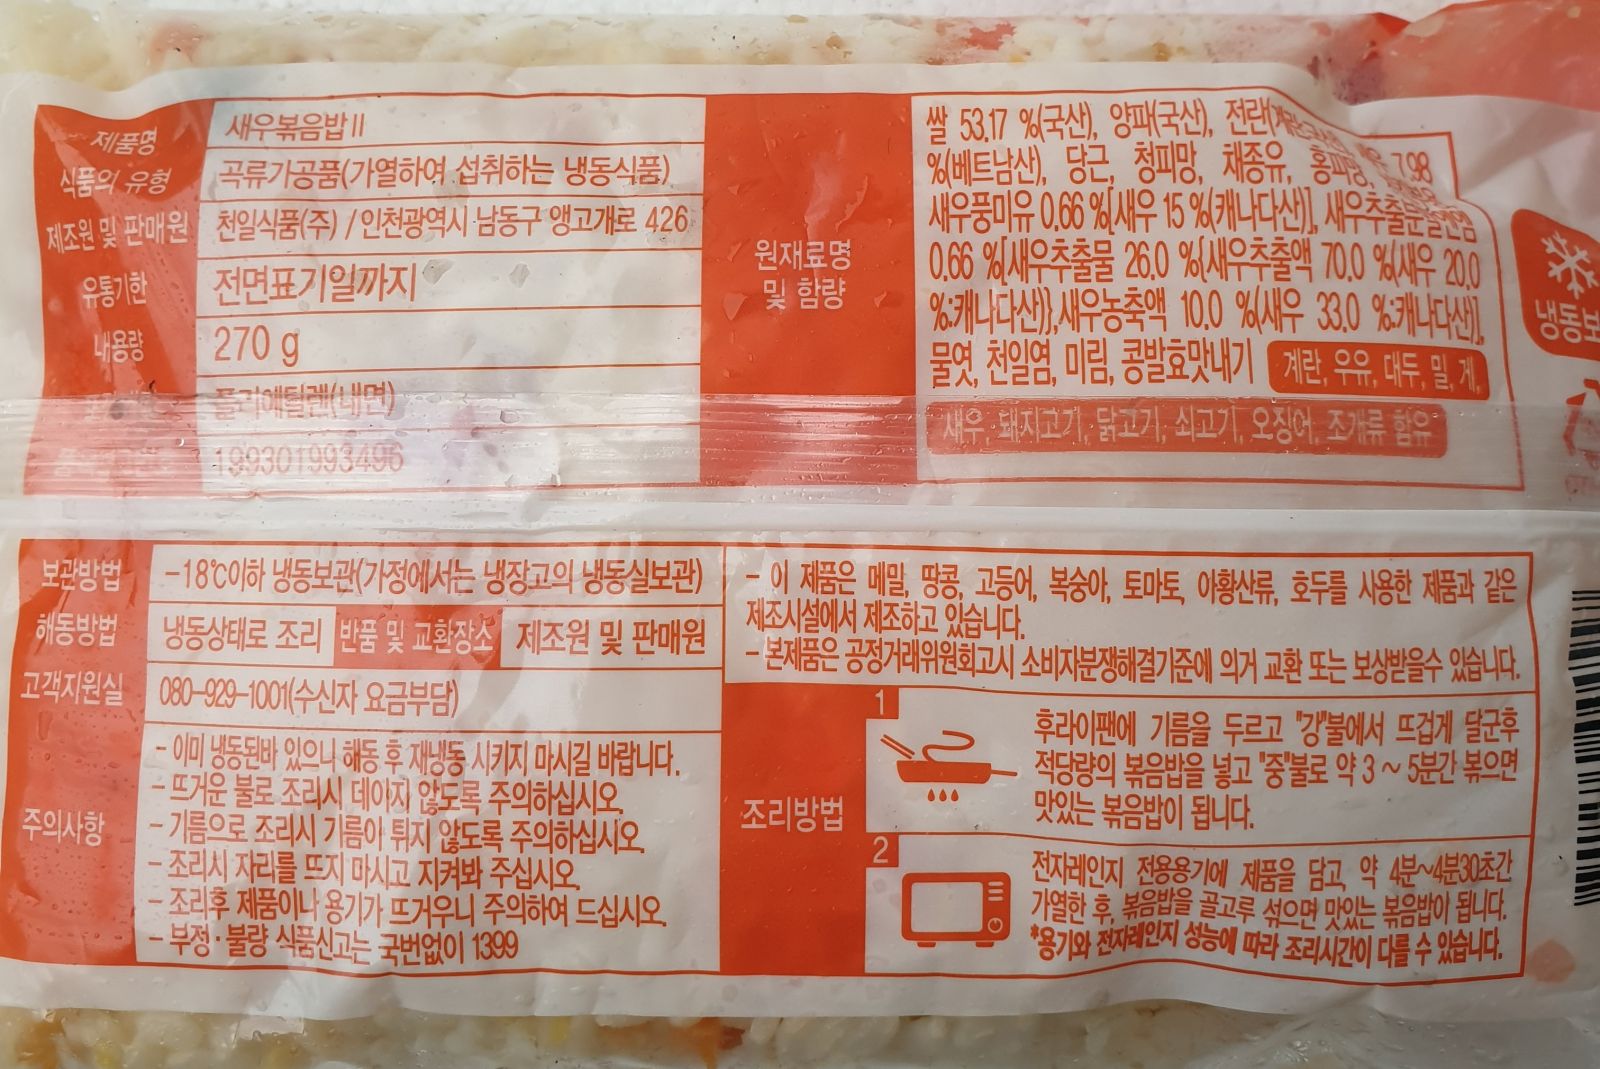 제품명 새우볶음밥Ⅱ
식품의 유형 곡류가공품(가열하여 섭취하는 냉동식품)
제조원 및 판매원 천일식품(주) / 인천광역시 남동구 앵고개로 426
유통기한 전면표기일까지
내용량 270 g
폴리에틸렌(내면)
199301993496
원재료명
및 함량
쌀 53.17 %(국산), 양파(국산), 전란( 7.98
%(베트남산), 당근, 청피망, 채종유, 홍피망,
새우풍미유 0.66 %[새우 15 %(캐나다산)], 새우추출분말
0.66 %[새우추출물 26.0 %{새우추출액 70.0 %(새우 20.0
%:캐나다산)}, 새우농축액 10.0 %(새우 33.0 %:캐나다산)],
물엿, 천일염, 미림, 콩발효맛내기 계란, 우유, 대두, 밀, 게,
새우, 돼지고기, 닭고기, 쇠고기, 오징어, 조개류 함유
냉동보
보관방법 -18℃이하 냉동보관(가정에서는 냉장고의 냉동실보관)
해동방법 냉동상태로 조리 반품 및 교환장소 제조원 및 판매원
고객지원실 080-929-1001(수신자 요금부담)
주의사항
- 이미 냉동된바 있으니 해동 후 재냉동 시키지 마시길 바랍니다.
- 뜨거운 불로 조리시 데이지 않도록 주의하십시오.
- 기름으로 조리시 기름이 튀지 않도록 주의하십시오.
- 조리시 자리를 뜨지 마시고 지켜봐 주십시오.
- 조리후 제품이나 용기가 뜨거우니 주의하여 드십시오.
- 부정·불량 식품신고는 국번없이 1399
- 이 제품은 메밀, 땅콩, 고등어, 복숭아, 토마토, 아황산류, 호두를 사용한 제품과 같은
제조시설에서 제조하고 있습니다.
- 본제품은 공정거래위원회고시 소비자분쟁해결기준에 의거 교환 또는 보상받을수 있습니다.
조리방법
1
후라이팬에 기름을 두르고 "강"불에서 뜨겁게 달군후
적당량의 볶음밥을 넣고 "중"불로 약 3 ~ 5분간 볶으면
맛있는 볶음밥이 됩니다.
2
전자레인지 전용용기에 제품을 담고, 약 4분~4분30초간
가열한 후, 볶음밥을 골고루 섞으면 맛있는 볶음밥이 됩니다.
*용기와 전자레인지 성능에 따라 조리시간이 다를 수 있습니다.